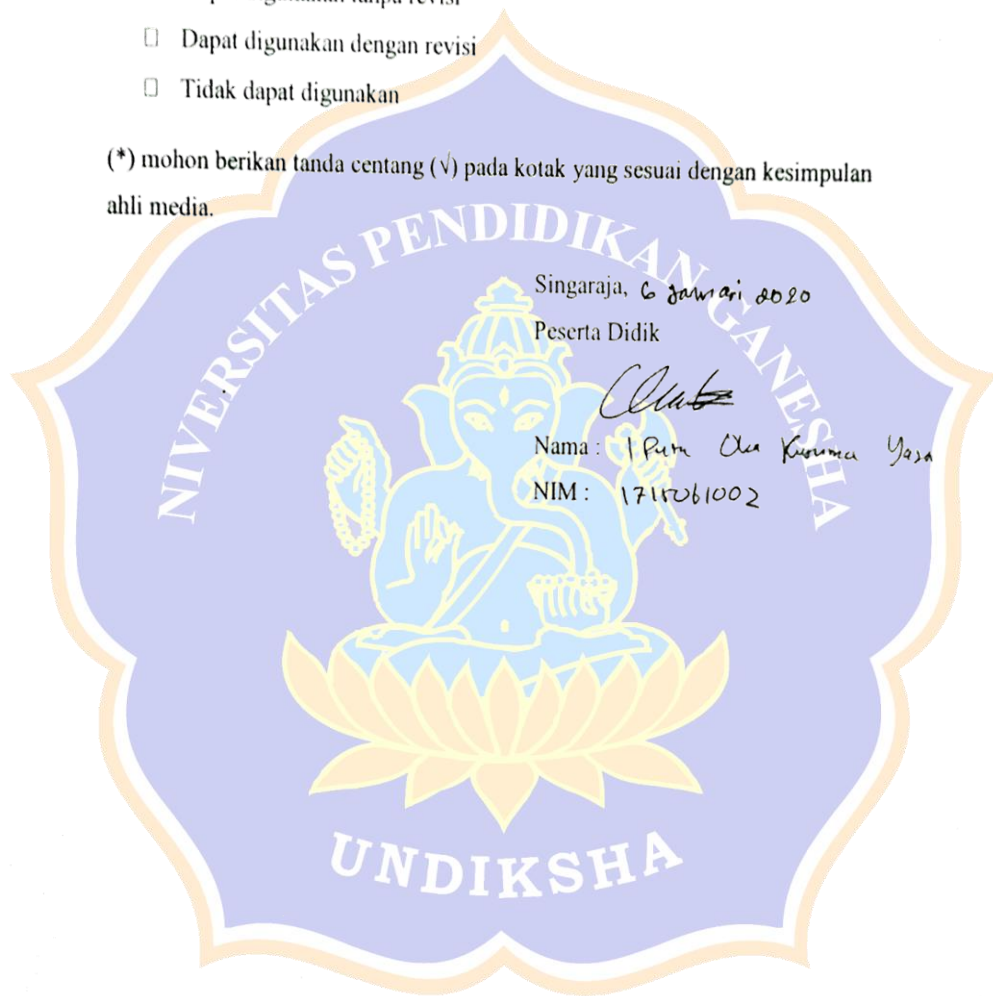 Dapat digunakan dengan revisi
Tidak dapat digunakan
(*) mohon berikan tanda centang (√) pada kotak yang sesuai dengan kesimpulan
ahli media.
NIVERSITAS PENDIDIKAN GANESHA
Singaraja, 6 Januari 2020
Peserta Didik
Nama : I Putu Oka Kusuma Yasa
NIM : 1715061002
UNDIKSHA